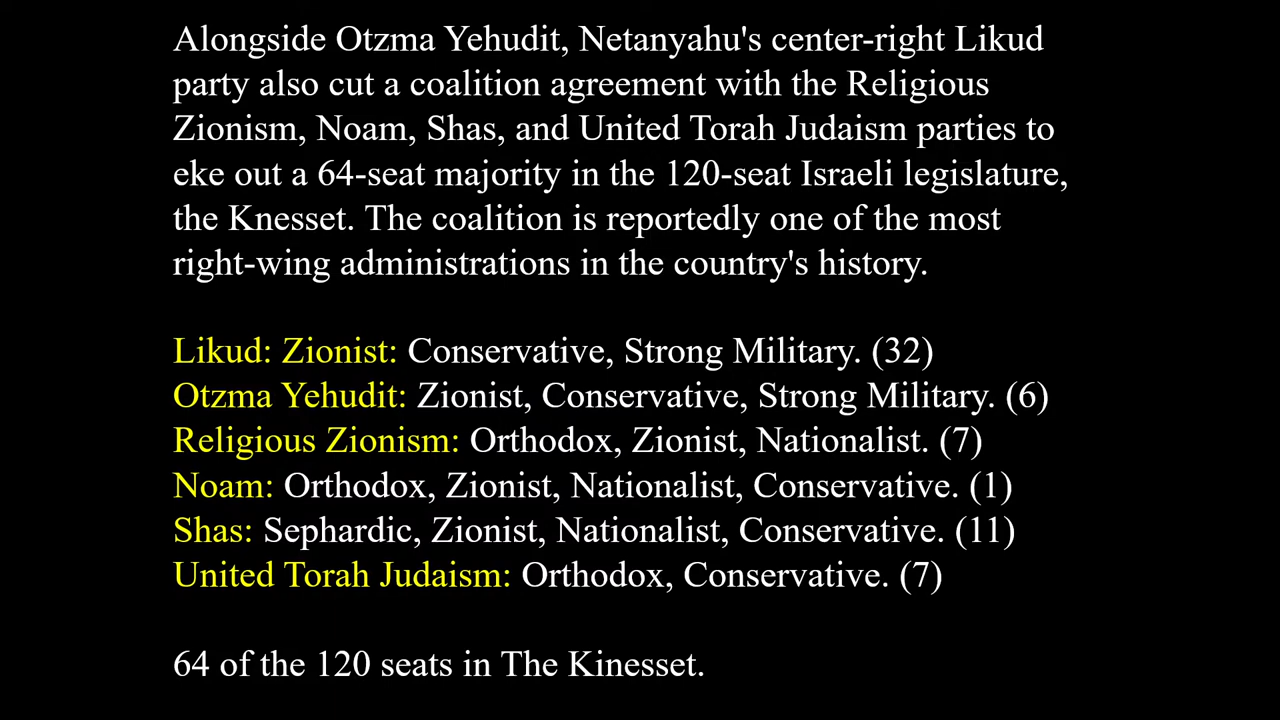 Alongside Otzma Yehudit, Netanyahu's center-right Likud
party also cut a coalition agreement with the Religious
Zionism, Noam, Shas, and United Torah Judaism parties to
eke out a 64-seat majority in the 120-seat Israeli legislature,
the Knesset. The coalition is reportedly one of the most
right-wing administrations in the country's history.
Likud: Zionist: Conservative, Strong Military. (32)
Otzma Yehudit: Zionist, Conservative, Strong Military. (6)
Religious Zionism: Orthodox, Zionist, Nationalist. (7)
Noam: Orthodox, Zionist, Nationalist, Conservative. (1)
Shas: Sephardic, Zionist, Nationalist, Conservative. (11)
United Torah Judaism: Orthodox, Conservative. (7)
64 of the 120 seats in The Kinesset.